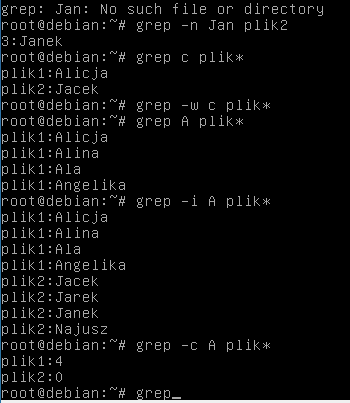 grep: Jan: No such file or directory
root@debian:~# grep -n Jan plik2
3:Janek
root@debian:~# grep c plik*
plik1:Alicja
plik2:Jacek
root@debian:~# grep -w c plik*
root@debian:~# grep A plik*
plik1:Alicja
plik1:Alina
plik1:Ala
plik1:Angelika
root@debian:~# grep -i A plik*
plik1:Alicja
plik1:Alina
plik1:Ala
plik1:Angelika
plik2:Jacek
plik2:Jarek
plik2:Janek
plik2:Najusz
root@debian:~# grep -c A plik*
plik1:4
plik2:0
root@debian:~# grep_